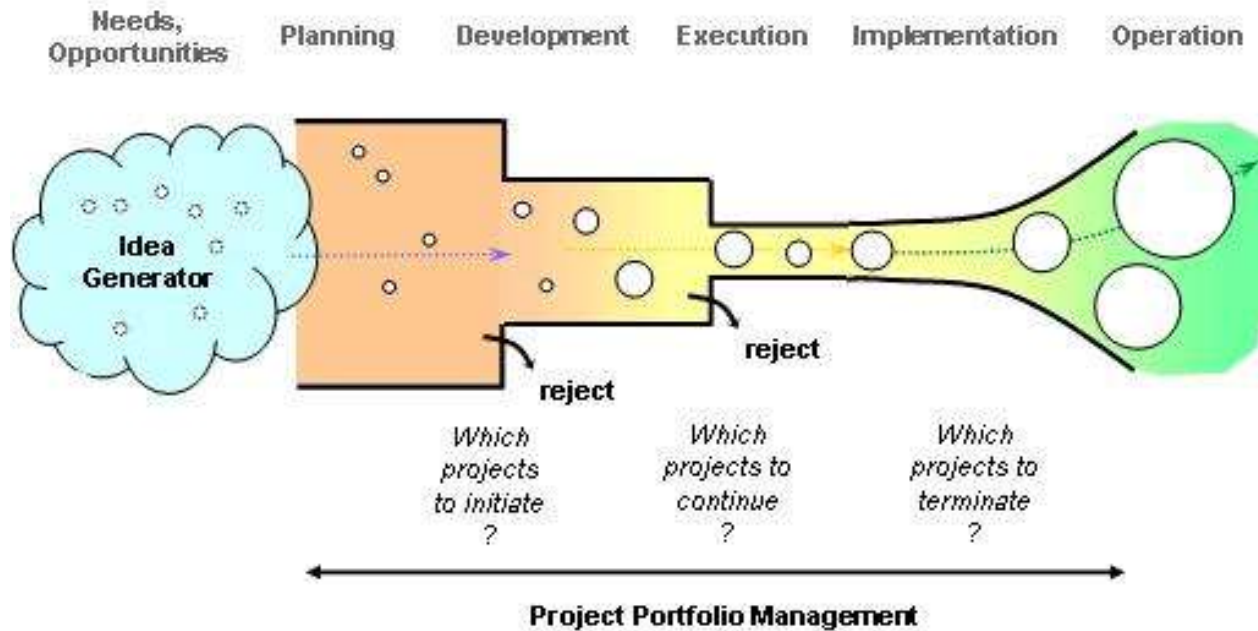 Needs,
Opportunities
Planning
Development
Execution
Implementation
Operation
Idea
Generator
reject
reject
Which
projects
to initiate
?
Which
projects to
continue
?
Which
projects to
terminate
?
Project Portfolio Management